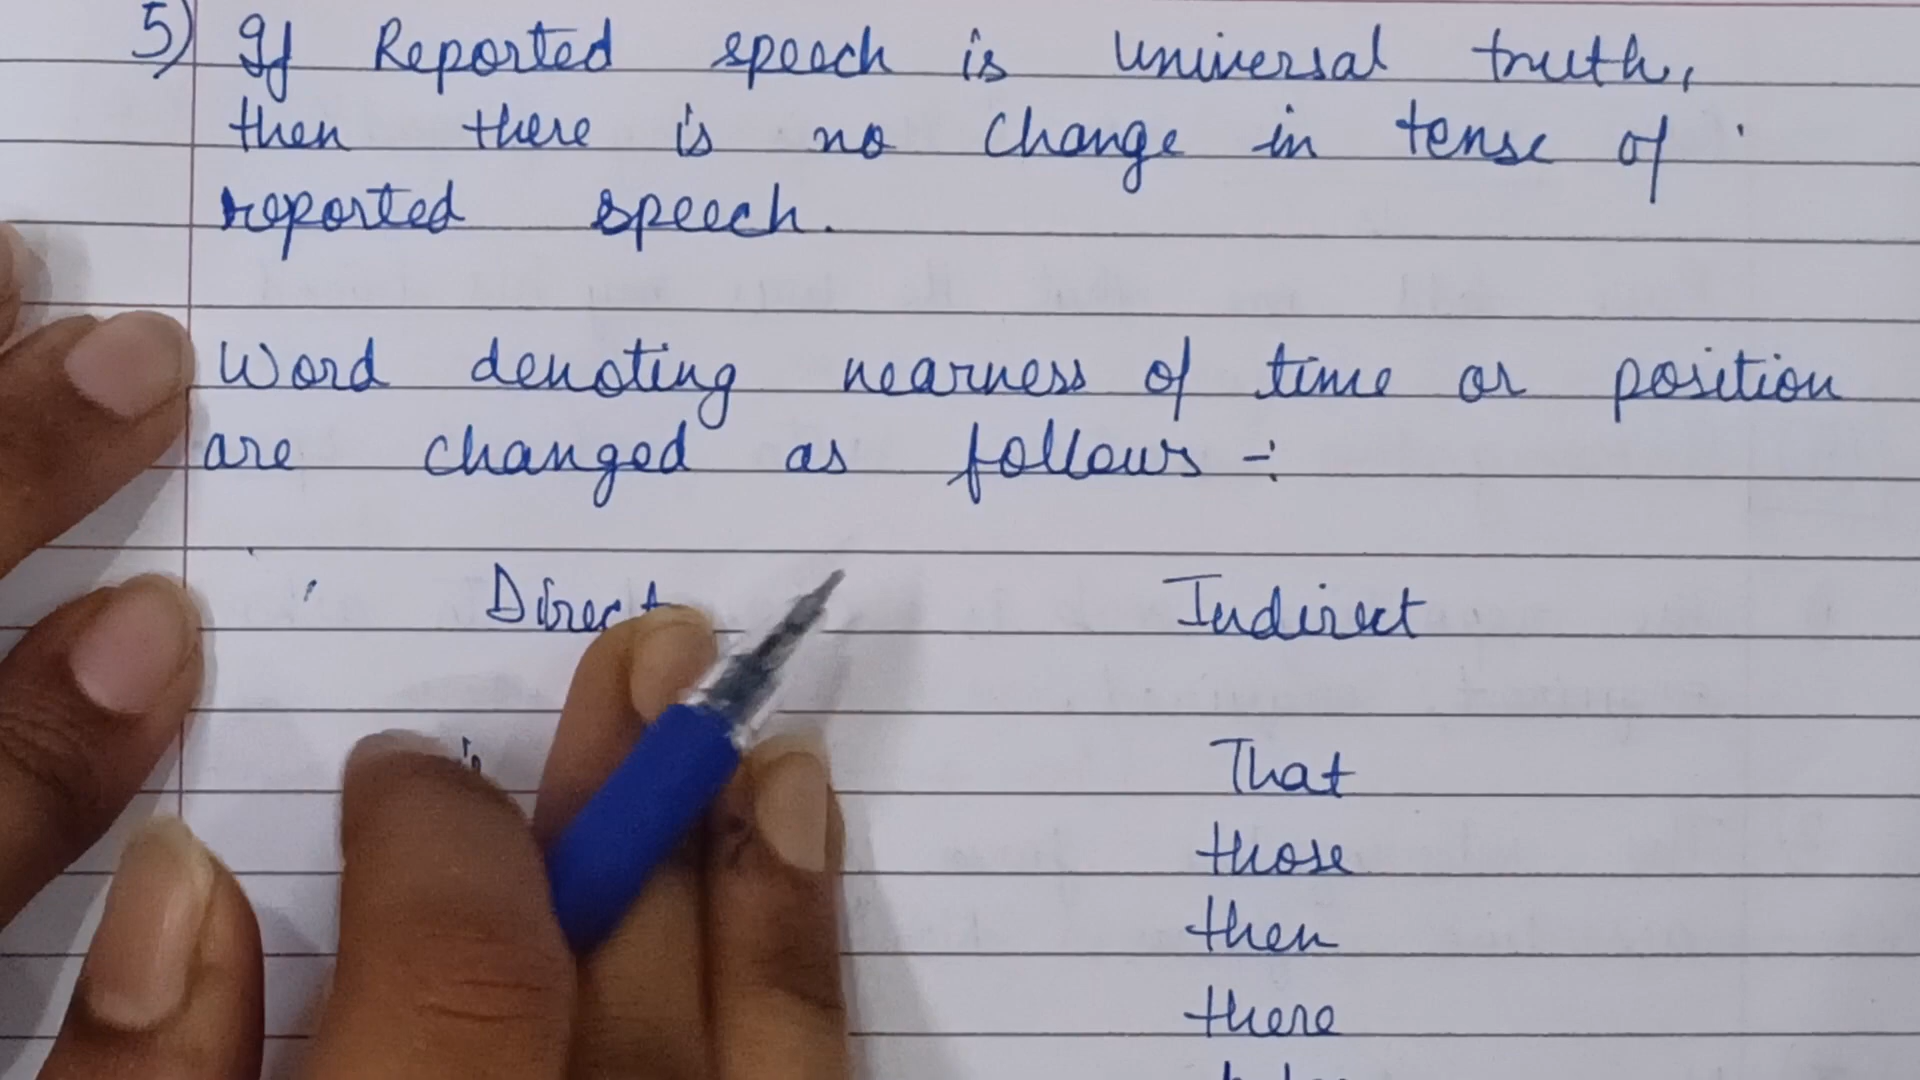 5) If Reported speech is universal truth,
then there is no change in tense of
reported speech.
Word denoting nearness of time or position
are changed as follows :-
Direct Indirect
That
those
then
there